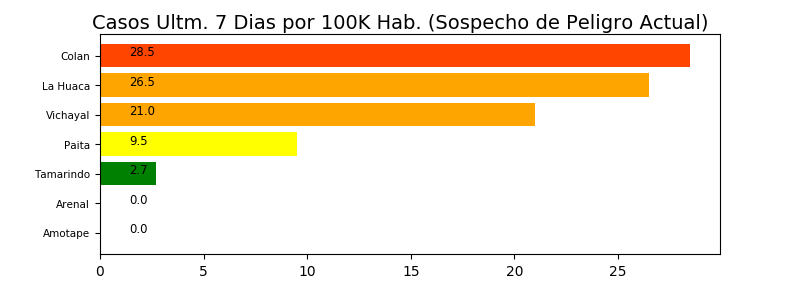 Casos Ultm. 7 Dias por 100K Hab. (Sospecho de Peligro Actual)
Colan 28.5
La Huaca 26.5
Vichayal 21.0
Paita 9.5
Tamarindo 2.7
Arenal 0.0
Amotape 0.0
0 5 10 15 20 25